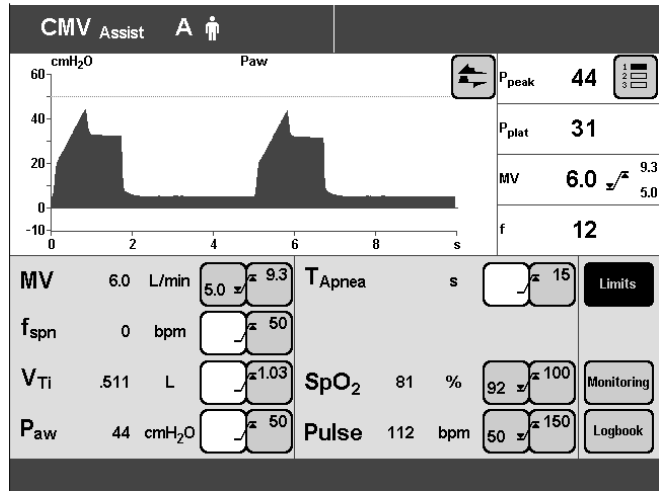 CMV Assist A
cmH2O Paw
60
40
20
0
-10
0 2 4 6 8 s
Ppeak 44 1 2 3
Pplat 31
MV 6.0 9.3 5.0
f 12
MV 6.0 L/min 5.0 9.3
TApnea s 15
Limits
fspn 0 bpm 50
VTi .511 L 1.03
SpO2 81 % 92 100
Monitoring
Paw 44 cmH2O 50
Pulse 112 bpm 50 150
Logbook